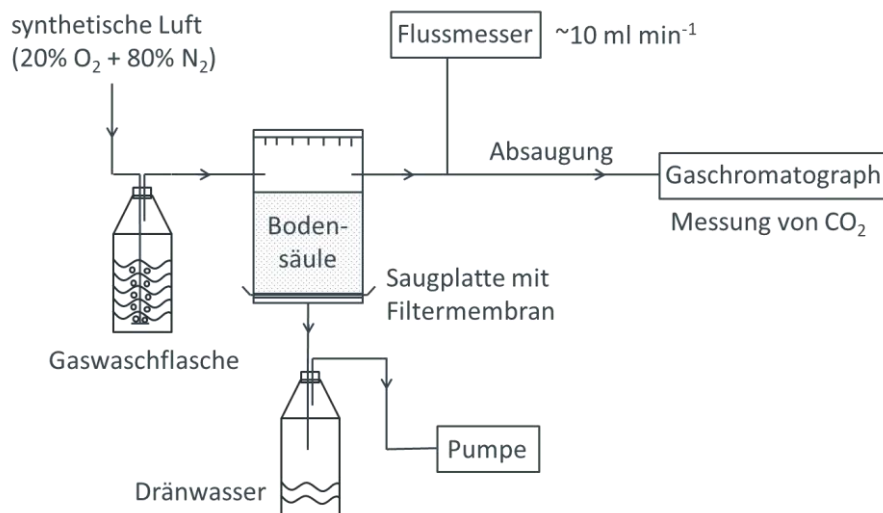 synthetische Luft
(20% O₂ + 80% N₂)
Flussmesser
~10 ml min⁻¹
Absaugung
Gaschromatograph
Messung von CO₂
Boden-
säule
Saugplatte mit
Filtermembran
Gaswaschflasche
Pumpe
Dränwasser